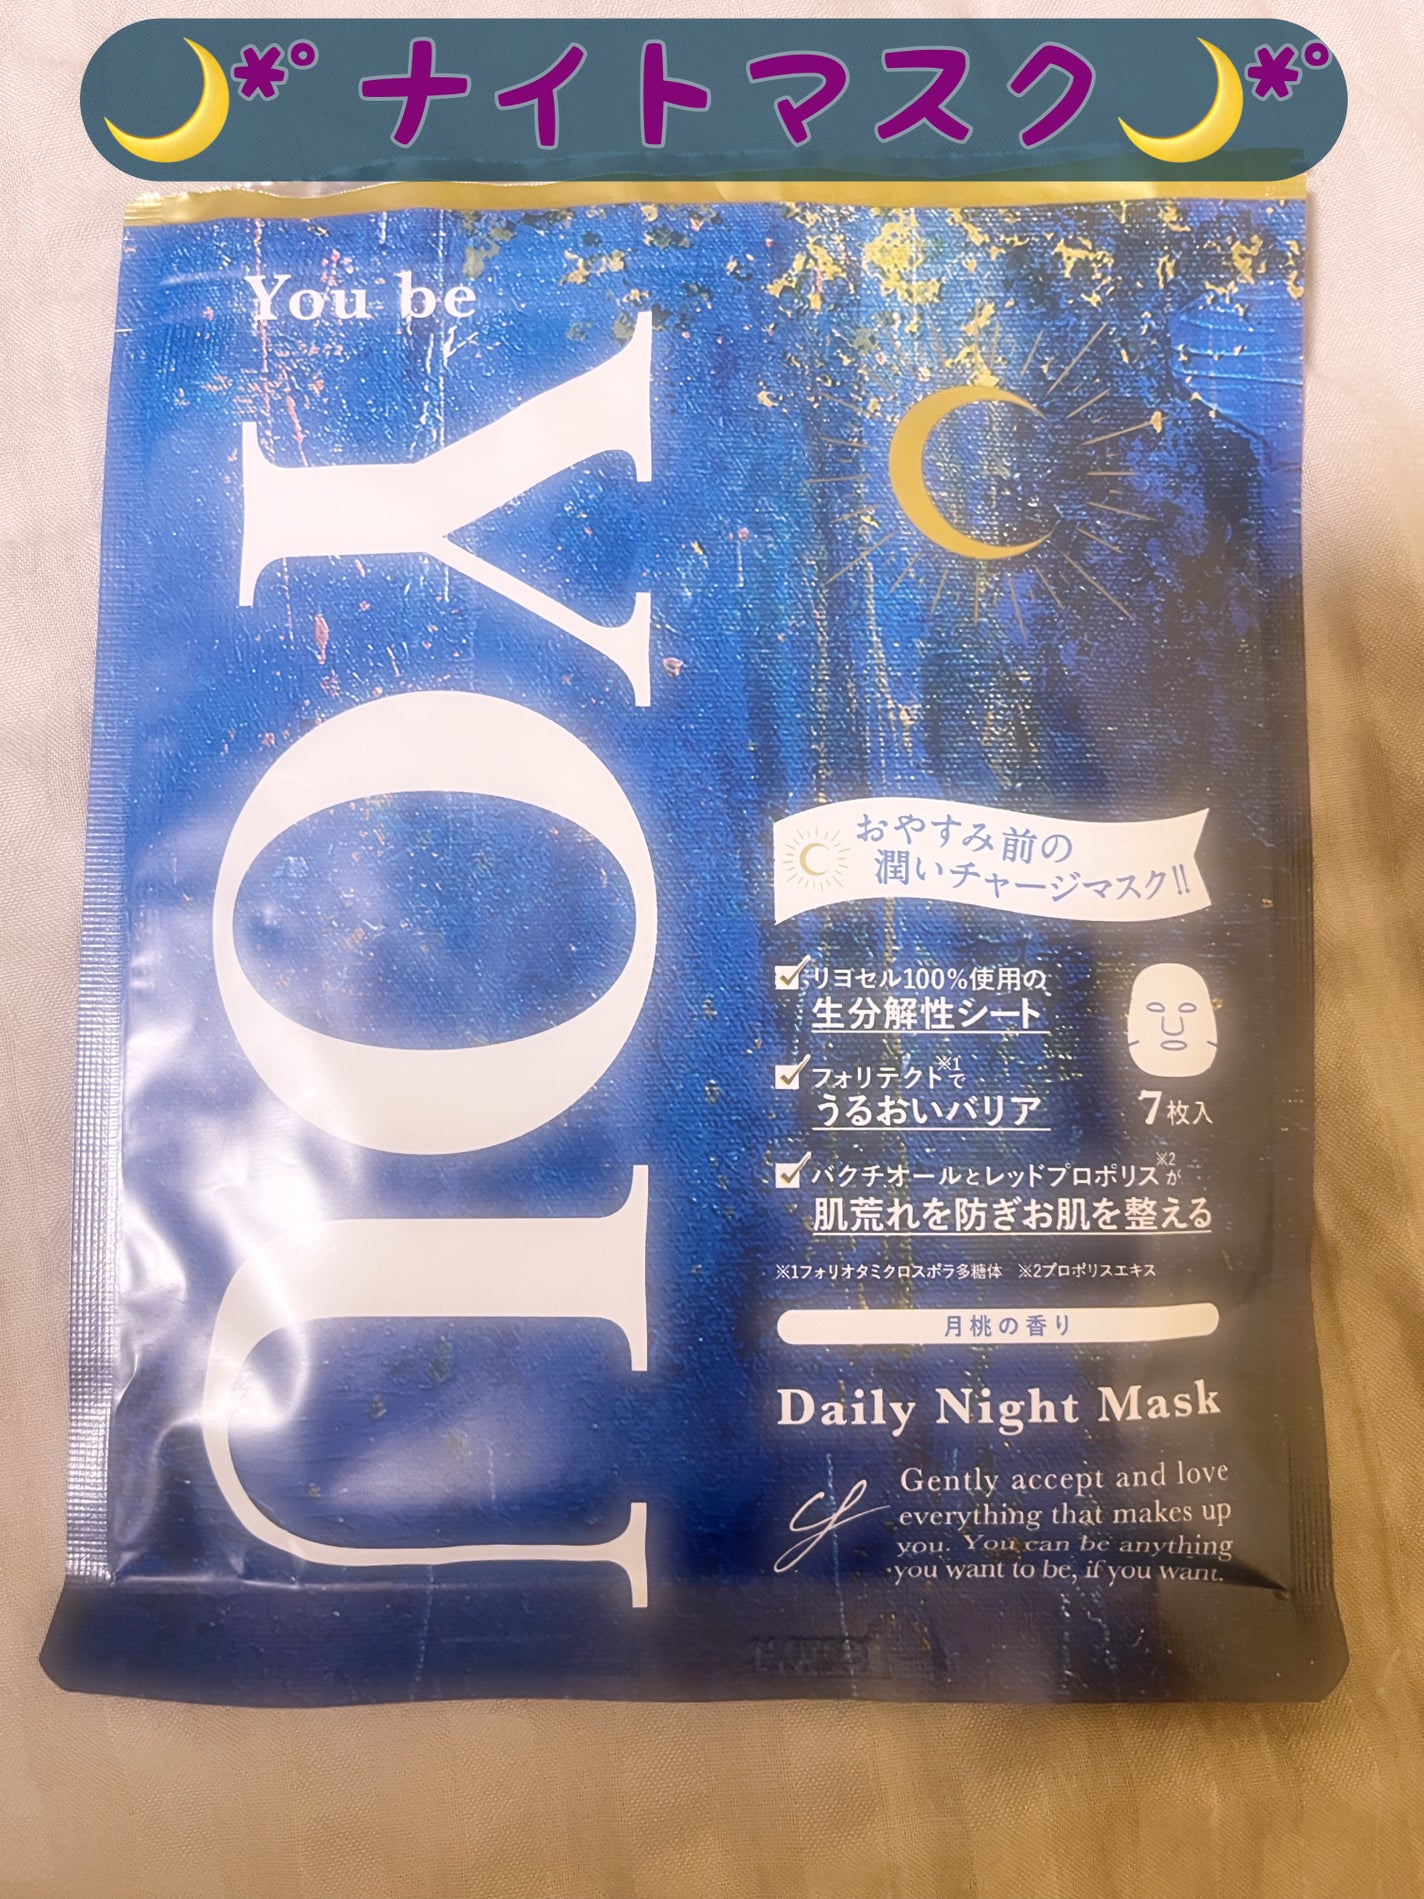 🌙*° ナイトマスク🌙*°
You be
YOU
おやすみ前の
潤いチャージマスク!!
リヨセル100%使用の
生分解性シート
フォリテクト※1で
うるおいバリア
7枚入
バクチオールとレッドプロポリス※2が
肌荒れを防ぎお肌を整える
※1フォリオタミクロスポラ多糖体 ※2プロポリスエキス
月桃の香り
Daily Night Mask
Gently accept and love
everything that makes up
you. You can be anything
you want to be, if you want.